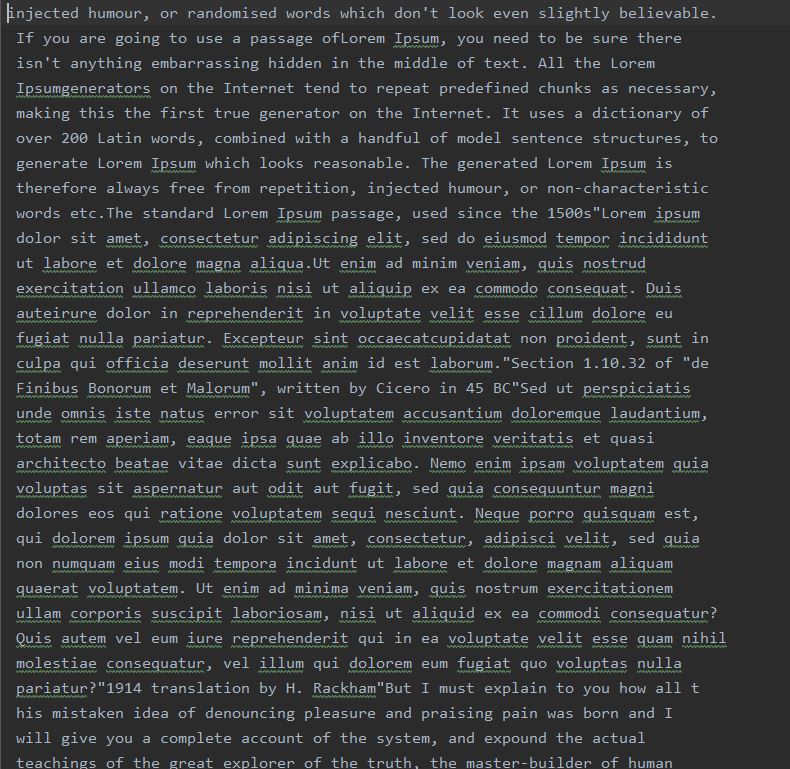 injected humour, or randomised words which don't look even slightly believable.
If you are going to use a passage ofLorem Ipsum, you need to be sure there
isn't anything embarrassing hidden in the middle of text. All the Lorem
Ipsumgenerators on the Internet tend to repeat predefined chunks as necessary,
making this the first true generator on the Internet. It uses a dictionary of
over 200 Latin words, combined with a handful of model sentence structures, to
generate Lorem Ipsum which looks reasonable. The generated Lorem Ipsum is
therefore always free from repetition, injected humour, or non-characteristic
words etc.The standard Lorem Ipsum passage, used since the 1500s"Lorem ipsum
dolor sit amet, consectetur adipiscing elit, sed do eiusmod tempor incididunt
ut labore et dolore magna aliqua.Ut enim ad minim veniam, quis nostrud
exercitation ullamco laboris nisi ut aliquip ex ea commodo consequat. Duis
auteirure dolor in reprehenderit in voluptate velit esse cillum dolore eu
fugiat nulla pariatur. Excepteur sint occaecatcupidatat non proident, sunt in
culpa qui officia deserunt mollit anim id est laborum."Section 1.10.32 of "de
Finibus Bonorum et Malorum", written by Cicero in 45 BC"Sed ut perspiciatis
unde omnis iste natus error sit voluptatem accusantium doloremque laudantium,
totam rem aperiam, eaque ipsa quae ab illo inventore veritatis et quasi
architecto beatae vitae dicta sunt explicabo. Nemo enim ipsam voluptatem quia
voluptas sit aspernatur aut odit aut fugit, sed quia consequuntur magni
dolores eos qui ratione voluptatem sequi nesciunt. Neque porro quisquam est,
qui dolorem ipsum quia dolor sit amet, consectetur, adipisci velit, sed quia
non numquam eius modi tempora incidunt ut labore et dolore magnam aliquam
quaerat voluptatem. Ut enim ad minima veniam, quis nostrum exercitationem
ullam corporis suscipit laboriosam, nisi ut aliquid ex ea commodi consequatur?
Quis autem vel eum iure reprehenderit qui in ea voluptate velit esse quam nihil
molestiae consequatur, vel illum qui dolorem eum fugiat quo voluptas nulla
pariatur?"1914 translation by H. Rackham"But I must explain to you how all t
his mistaken idea of denouncing pleasure and praising pain was born and I
will give you a complete account of the system, and expound the actual
teachings of the great explorer of the truth, the master-builder of human